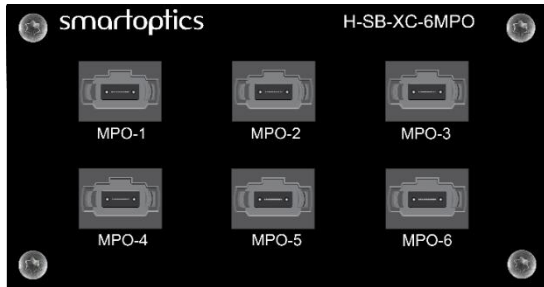 smartoptics H-SB-XC-6MPO
MPO-1 MPO-2 MPO-3
MPO-4 MPO-5 MPO-6